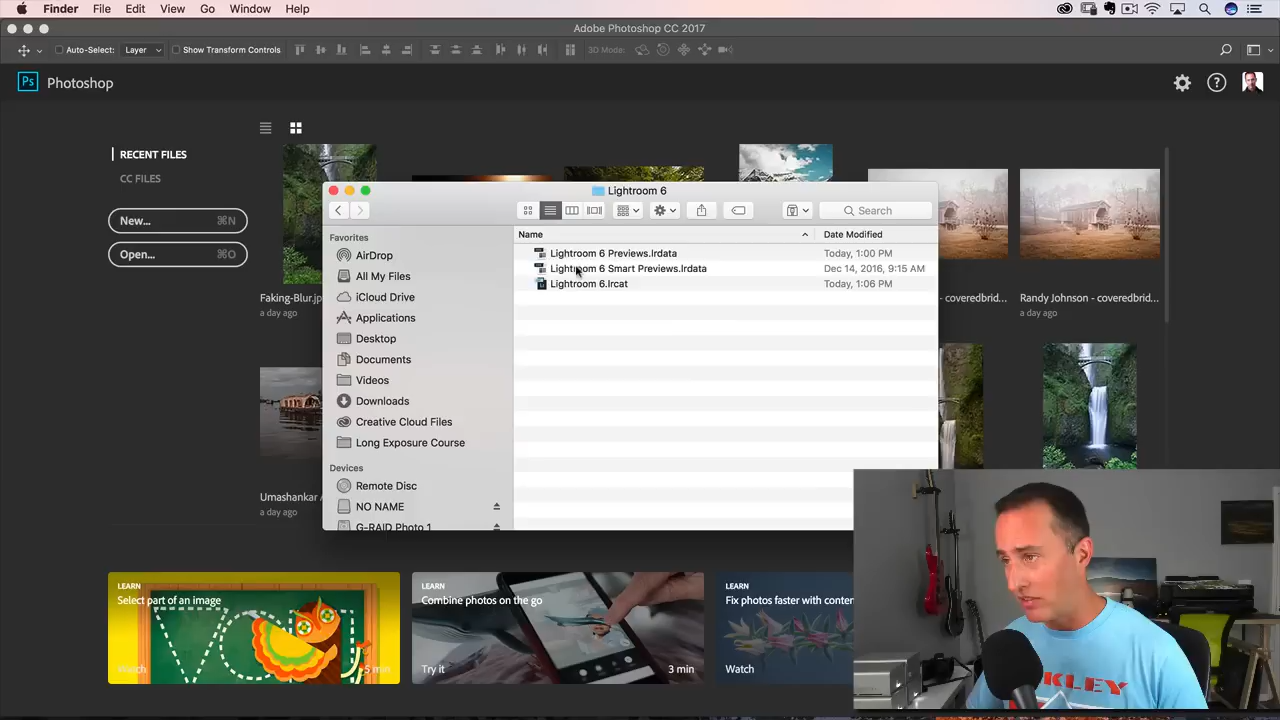 Finder File Edit View Go Window Help
Adobe Photoshop CC 2017
Auto-Select: Layer Show Transform Controls 3D Mode:
Ps Photoshop
RECENT FILES
CC FILES
New... ⌘N
Open... ⌘O
Lightroom 6
Search
Favorites
AirDrop
All My Files
iCloud Drive
Applications
Desktop
Documents
Videos
Downloads
Creative Cloud Files
Long Exposure Course
Devices
Remote Disc
NO NAME
G-RAID Photo 1
Name Date Modified
Lightroom 6 Previews.lrdata Today, 1:00 PM
Lightroom 6 Smart Previews.lrdata Dec 14, 2016, 9:15 AM
Lightroom 6.lrcat Today, 1:06 PM
Faking-Blur.jp
a day ago
- coveredbrid...
Randy Johnson - coveredbrid...
a day ago
Umashankar
a day ago
LEARN
Select part of an image
Watch 5 min
LEARN
Combine photos on the go
Try it 3 min
LEARN
Fix photos faster with conten
Watch
KLEY